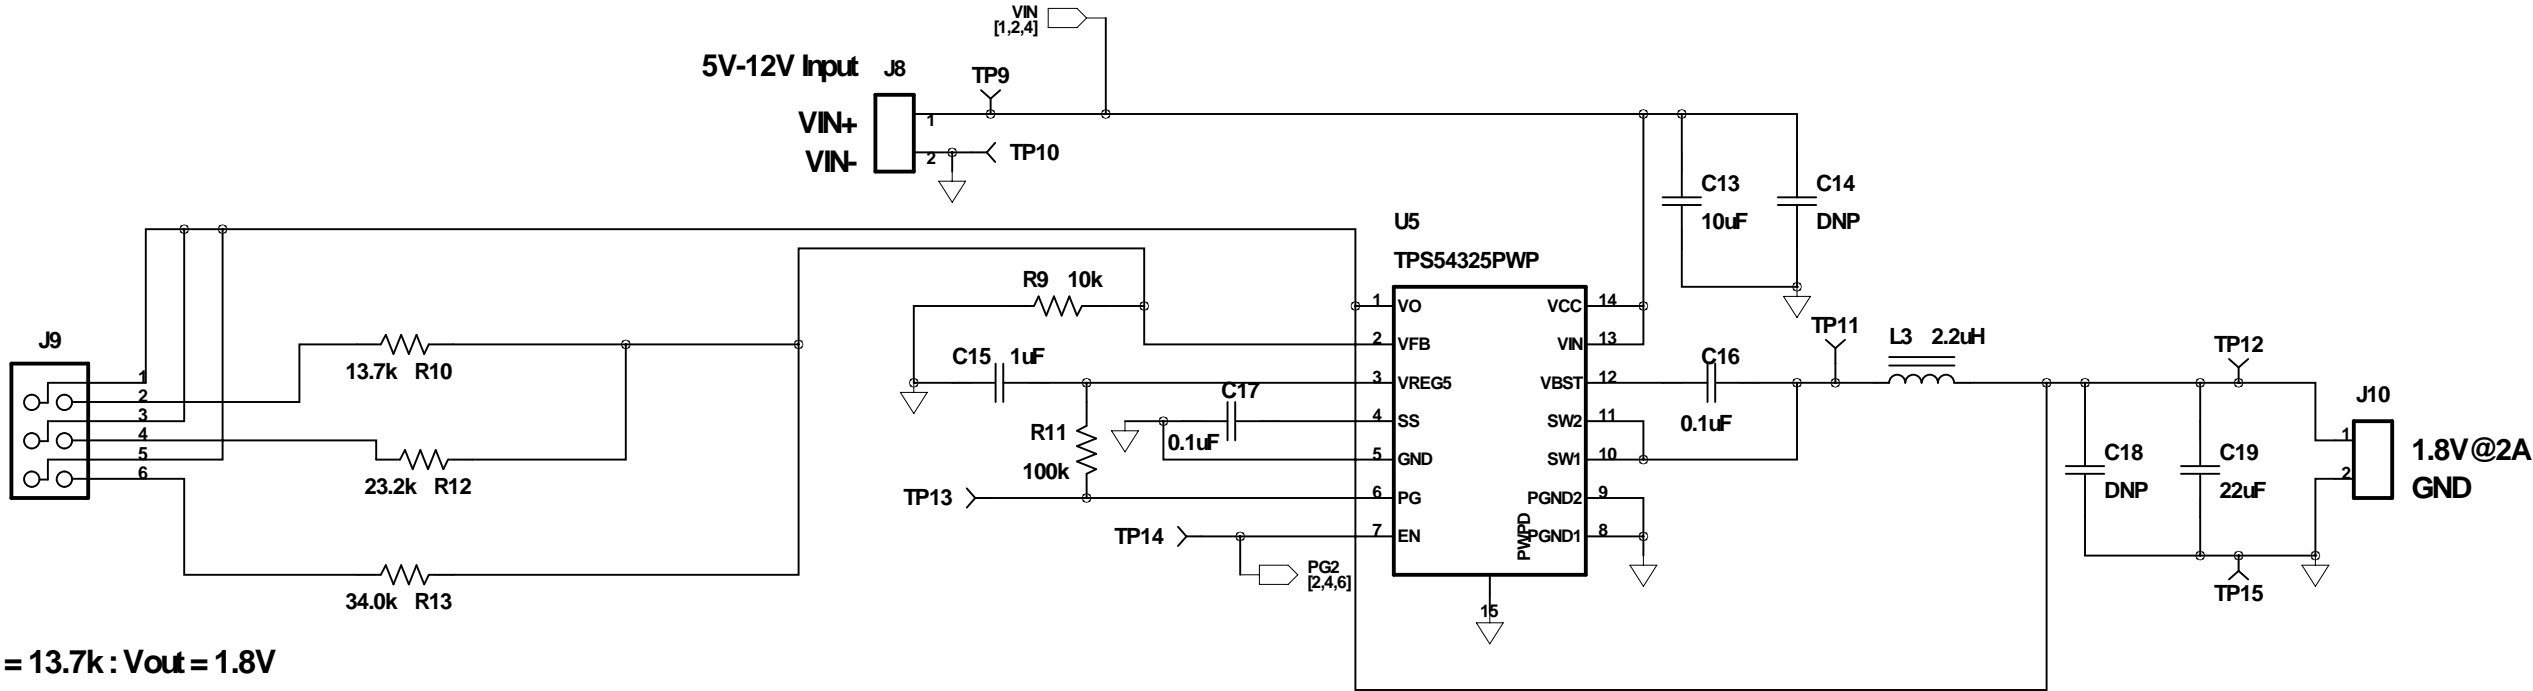 VIN
[1,2,4]
5V-12V Input J8
TP9
VIN+
1
VIN-
2
TP10
C13
10uF
C14
DNP
U5
TPS54325PWP
R9 10k
1 VO
2 VFB
3 VREG5
4 SS
5 GND
6 PG
7 EN
VCC 14
VIN 13
VBST 12
SW2 11
SW1 10
PGND2 9
PGND1 8
PWPD
15
J9
1
2
3
4
5
6
13.7k R10
23.2k R12
34.0k R13
C15 1uF
C17
0.1uF
R11
100k
TP13
TP14
PG2
[2,4,6]
C16
0.1uF
TP11
L3 2.2uH
TP12
C18
DNP
C19
22uF
TP15
J10
1
2
1.8V@2A
GND
= 13.7k : Vout = 1.8V